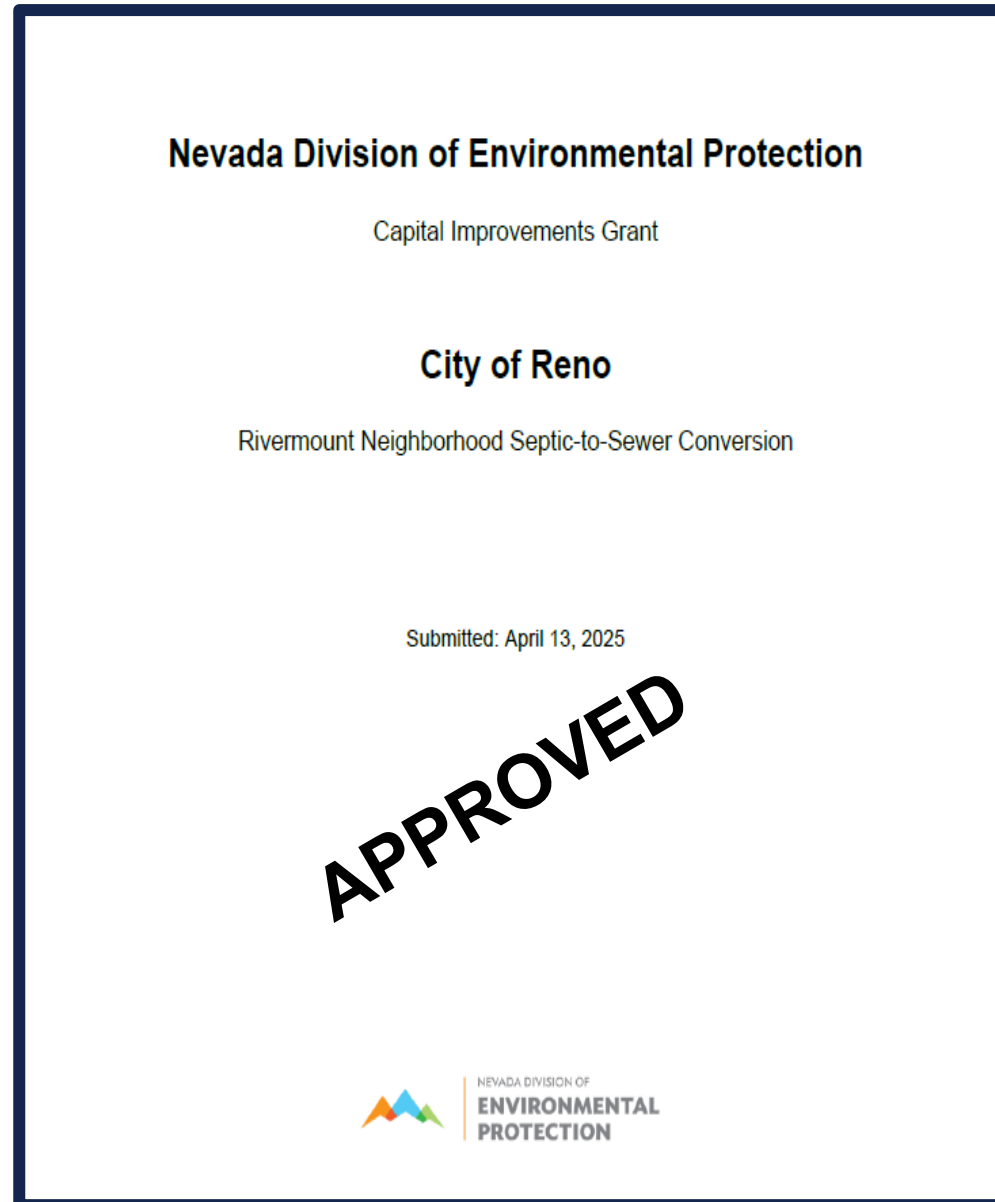 Nevada Division of Environmental Protection
Capital Improvements Grant
City of Reno
Rivermount Neighborhood Septic-to-Sewer Conversion
Submitted: April 13, 2025
APPROVED
NEVADA DIVISION OF
ENVIRONMENTAL
PROTECTION